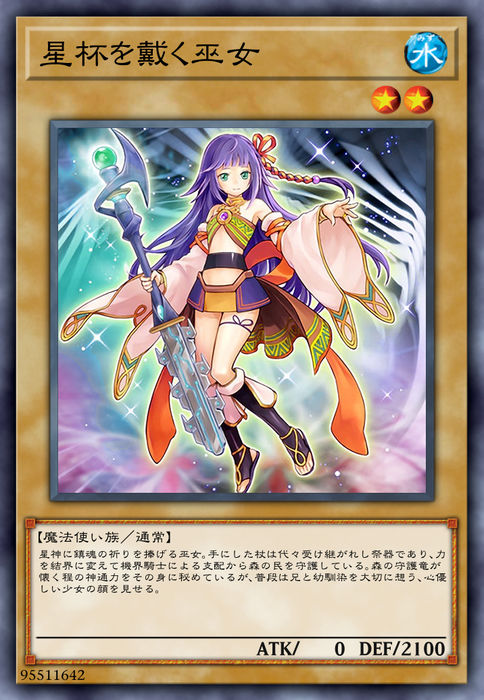 星杯を戴く巫女
みず
水
【魔法使い族／通常】
星神に鎮魂の祈りを捧げる巫女。手にした杖は代々受け継がれし祭器であり、力
を結界に変えて機界騎士による支配から森の民を守護している。森の守護竜が
懐く程の神通力をその身に秘めているが、普段は兄と幼馴染を大切に想う、心優
しい少女の顔を見せる。
ATK/ 0 DEF/2100
95511642